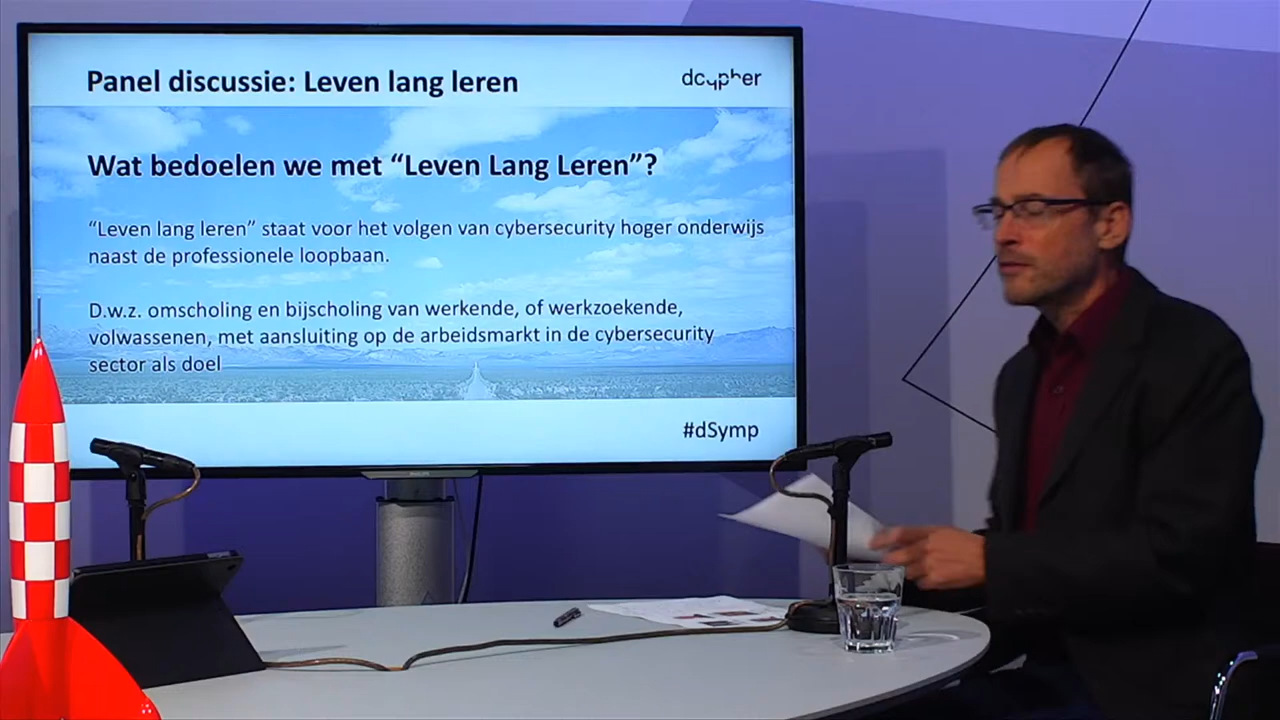 Panel discussie: Leven lang leren
dcypher
Wat bedoelen we met “Leven Lang Leren”?
“Leven lang leren” staat voor het volgen van cybersecurity hoger onderwijs
naast de professionele loopbaan.
D.w.z. omscholing en bijscholing van werkende, of werkzoekende,
volwassenen, met aansluiting op de arbeidsmarkt in de cybersecurity
sector als doel
#dSymp
PHILIPS